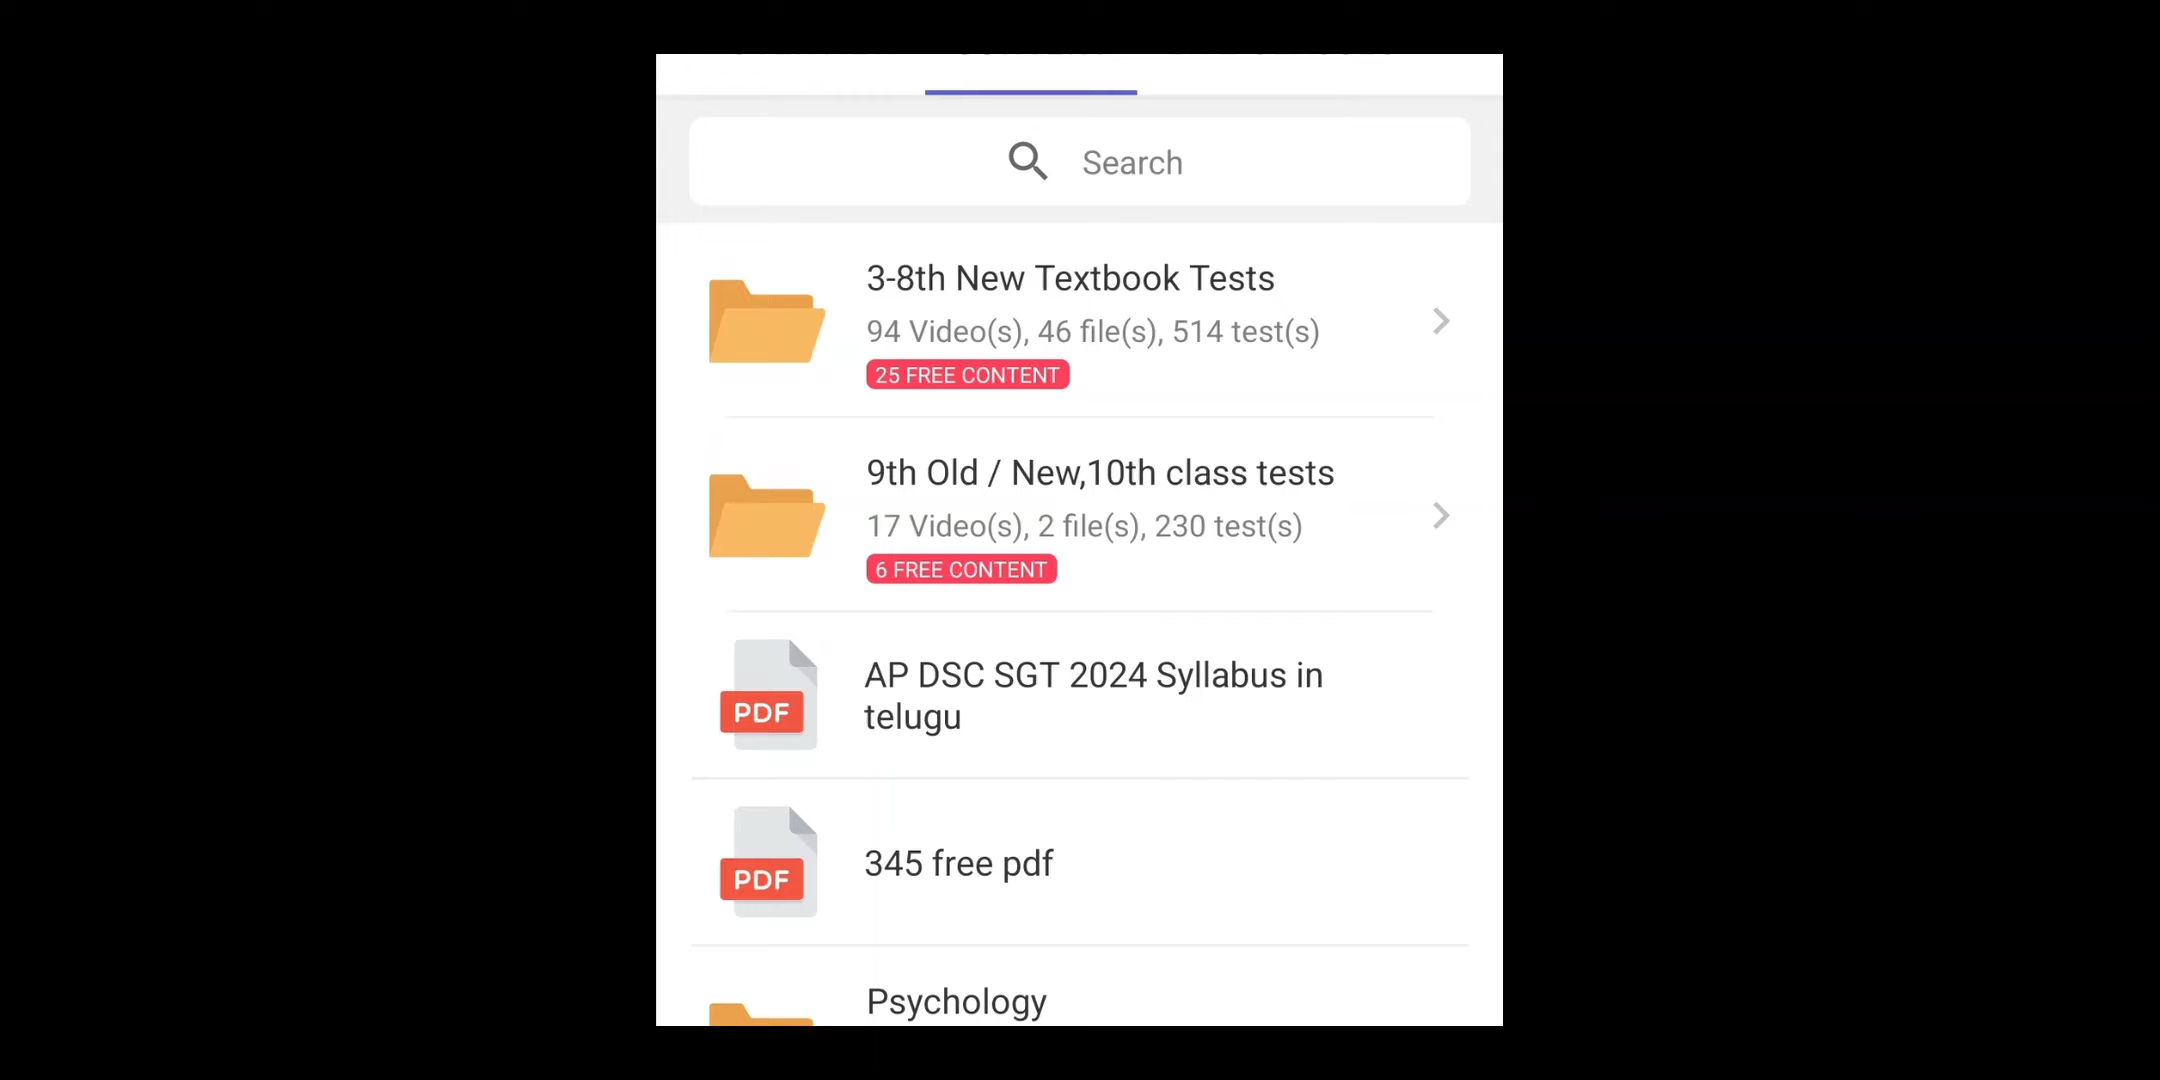 Search
3-8th New Textbook Tests
94 Video(s), 46 file(s), 514 test(s)
25 FREE CONTENT
9th Old / New,10th class tests
17 Video(s), 2 file(s), 230 test(s)
6 FREE CONTENT
PDF
AP DSC SGT 2024 Syllabus in
telugu
PDF
345 free pdf
Psychology